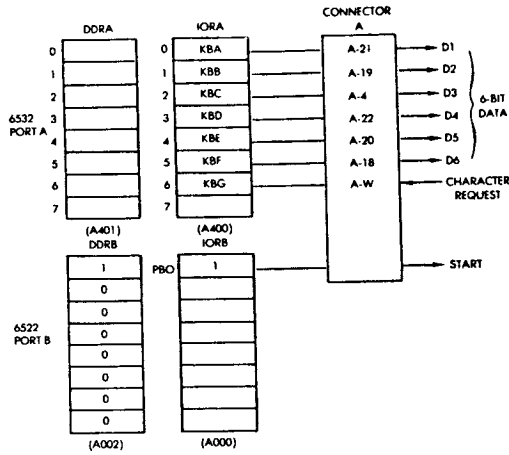 CONNECTOR
A
DDRA IORA
0 0 KBA A-21 D1
1 1 KBB A-19 D2
2 2 KBC A-4 D3
6532
PORT A
3 3 KBD A-22 D4
4 4 KBE A-20 D5
5 5 KBF A-18 D6
6-BIT
DATA
6 6 KBG A-W CHARACTER
REQUEST
7 7
(A401) (A400)
DDRB IORB
1 PBO 1 START
0
0
0
6522
PORT B
0
0
0
0
(A002) (A000)